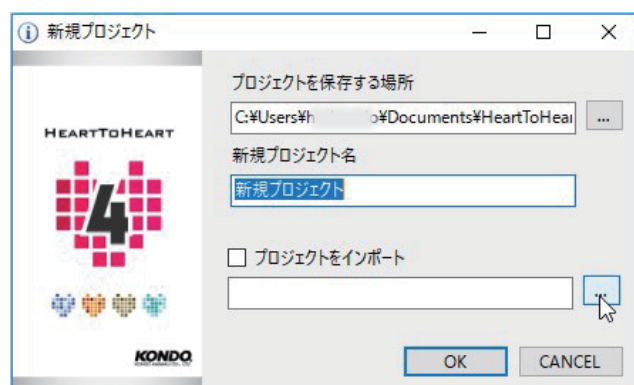 新規プロジェクト
HEARTTOHEART
4
KONDO
プロジェクトを保存する場所
C:¥Users¥h o¥Documents¥HeartToHear
...
新規プロジェクト名
新規プロジェクト
プロジェクトをインポート
...
OK
CANCEL